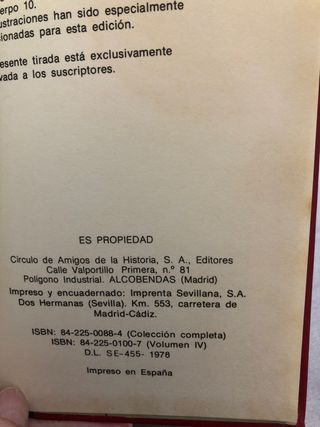 erpo 10.
ustraciones han sido especialmente
cionadas para esta edición.
esente tirada está exclusivamente
vada a los suscriptores.
ES PROPIEDAD
Círculo de Amigos de la Historia, S. A., Editores
Calle Valportillo Primera, n.º 81
Polígono Industrial. ALCOBENDAS (Madrid)
Impreso y encuadernado: Imprenta Sevillana, S.A.
Dos Hermanas (Sevilla). Km. 553, carretera de
Madrid-Cádiz.
ISBN: 84-225-0088-4 (Colección completa)
ISBN: 84-225-0100-7 (Volumen IV)
D.L. SE-455- 1978
Impreso en España